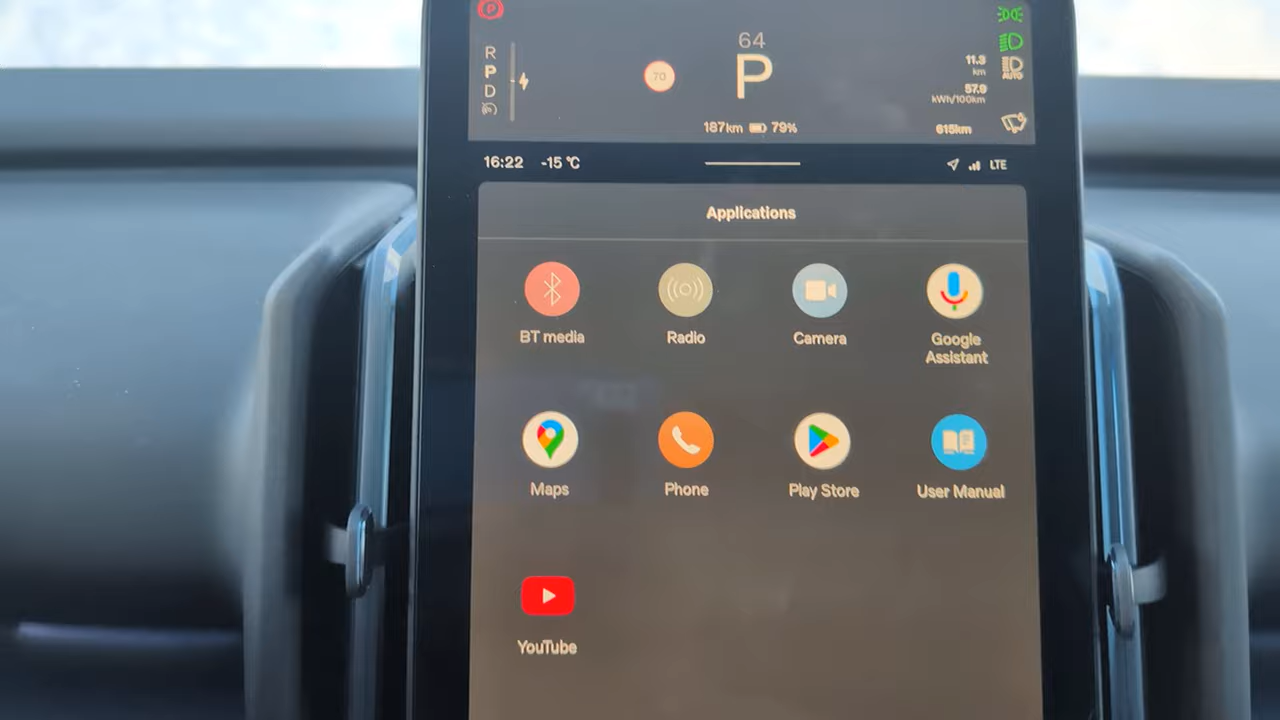 P
64
R
P
P
D
70
11.3
km
AUTO
57.9
kWh/100km
187km 79%
615km
16:22 -15 °C
LTE
Applications
BT media
Radio
Camera
Google
Assistant
Maps
Phone
Play Store
User Manual
YouTube